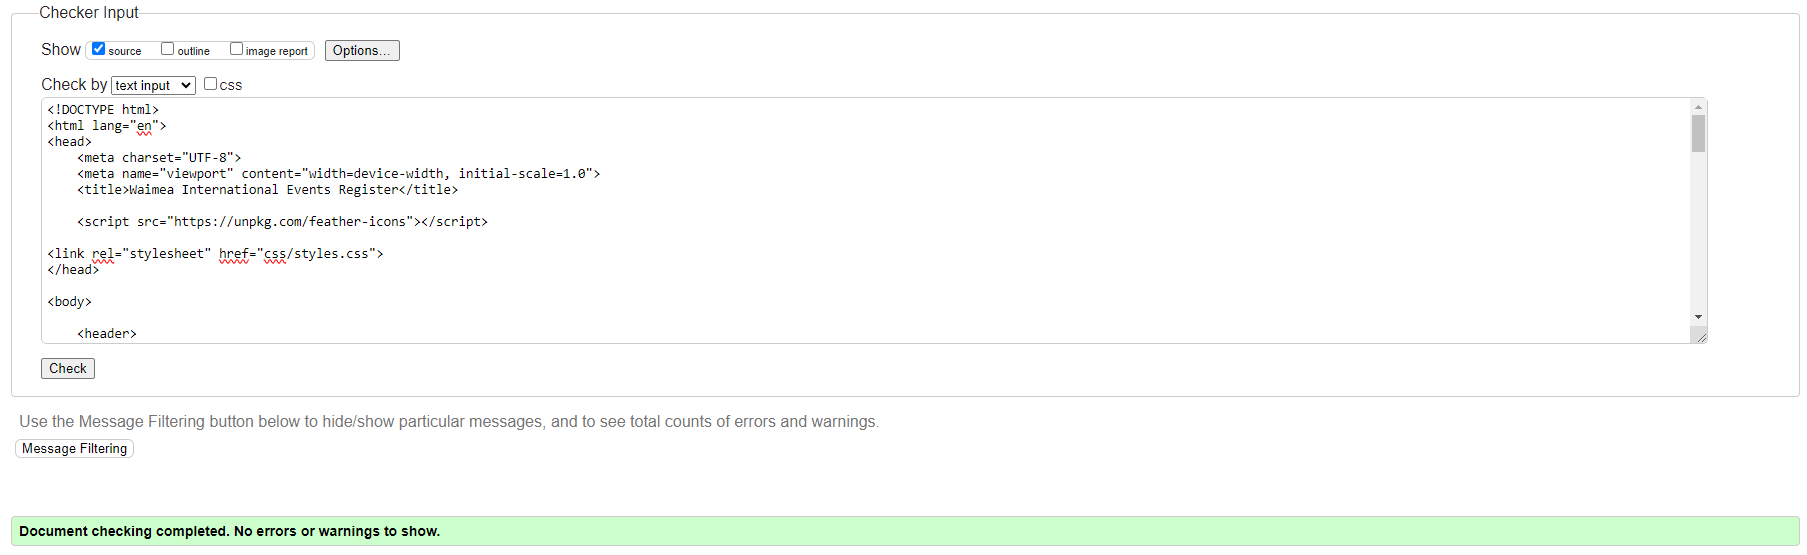 Checker Input
Show source outline image report Options...
Check by text input css
<!DOCTYPE html>
<html lang="en">
<head>
    <meta charset="UTF-8">
    <meta name="viewport" content="width=device-width, initial-scale=1.0">
    <title>Waimea International Events Register</title>
    <script src="https://unpkg.com/feather-icons"></script>
<link rel="stylesheet" href="css/styles.css">
</head>
<body>
    <header>
Check
Use the Message Filtering button below to hide/show particular messages, and to see total counts of errors and warnings.
Message Filtering
Document checking completed. No errors or warnings to show.